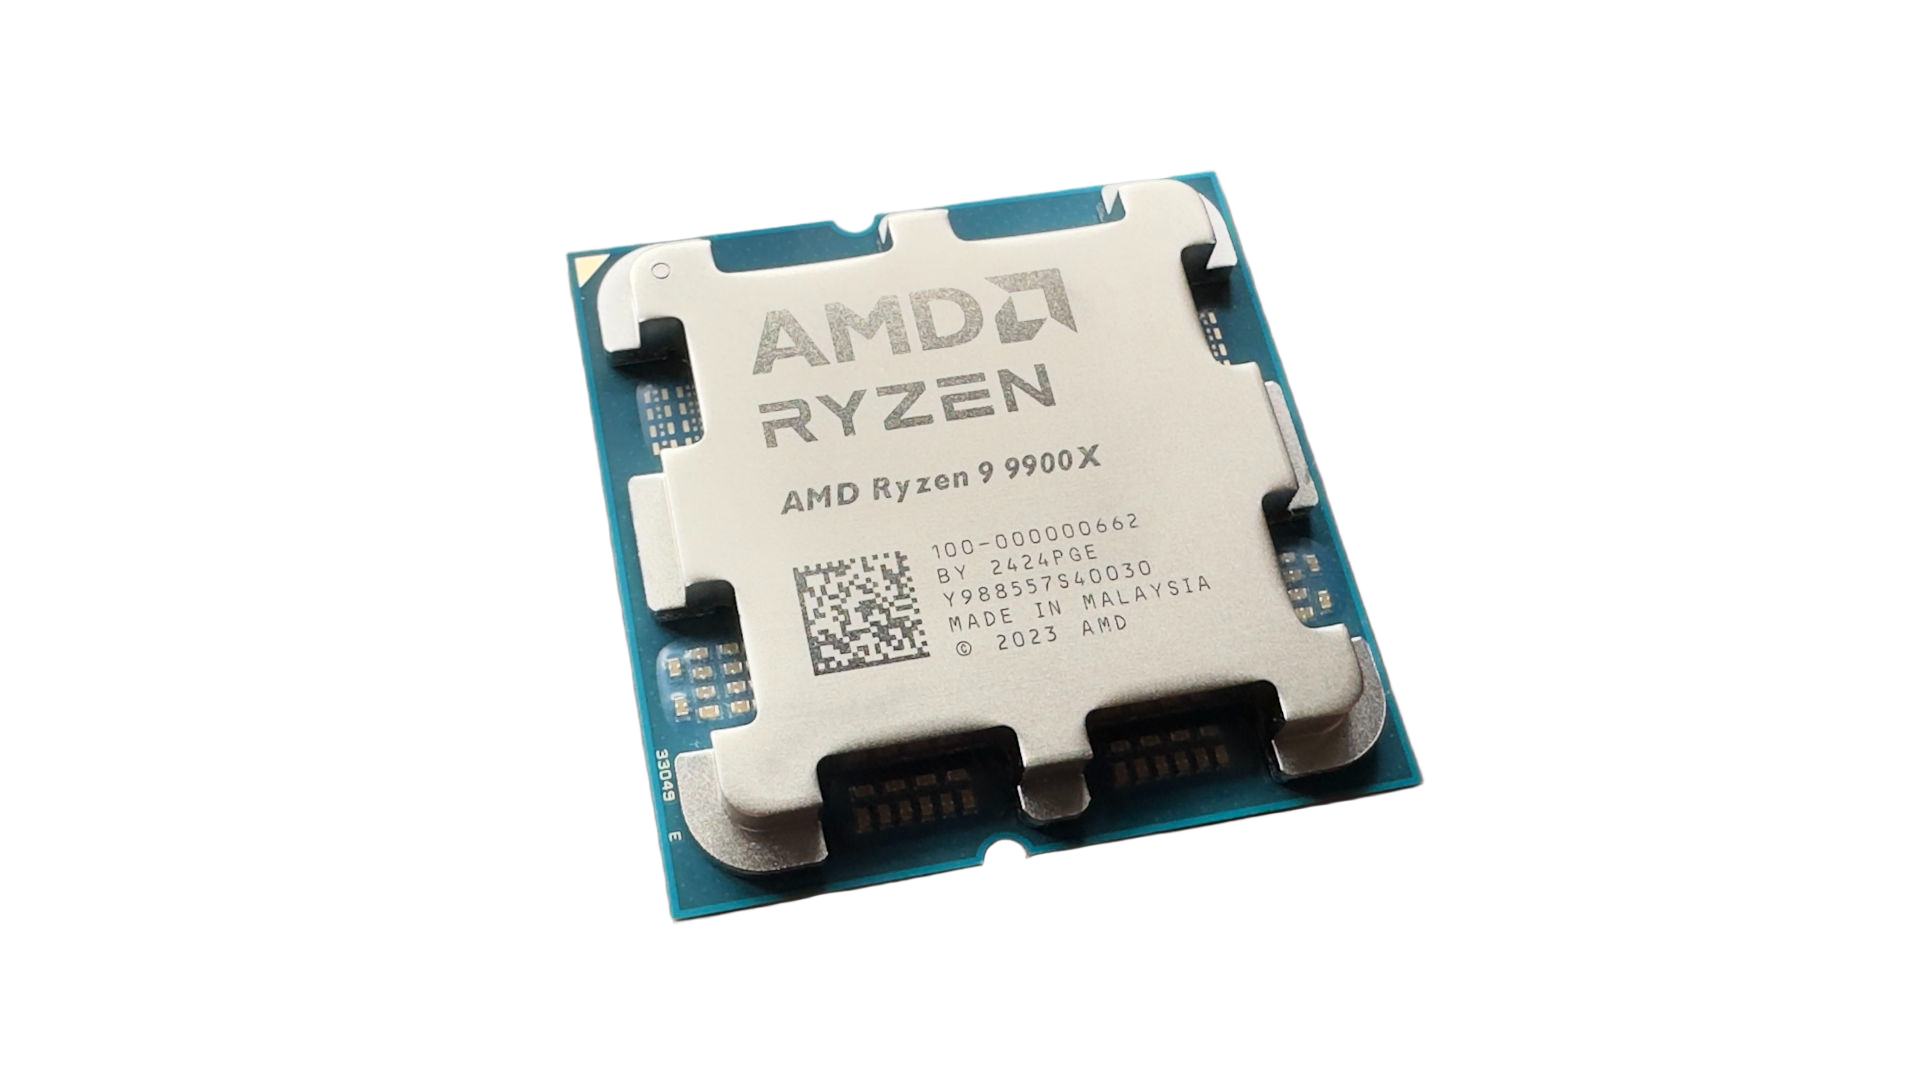 AMD
RYZEN
AMD Ryzen 9 9900X
100-000000662
BY 2424PGE
Y988557S40030
MADE IN MALAYSIA
© 2023 AMD
33049 E